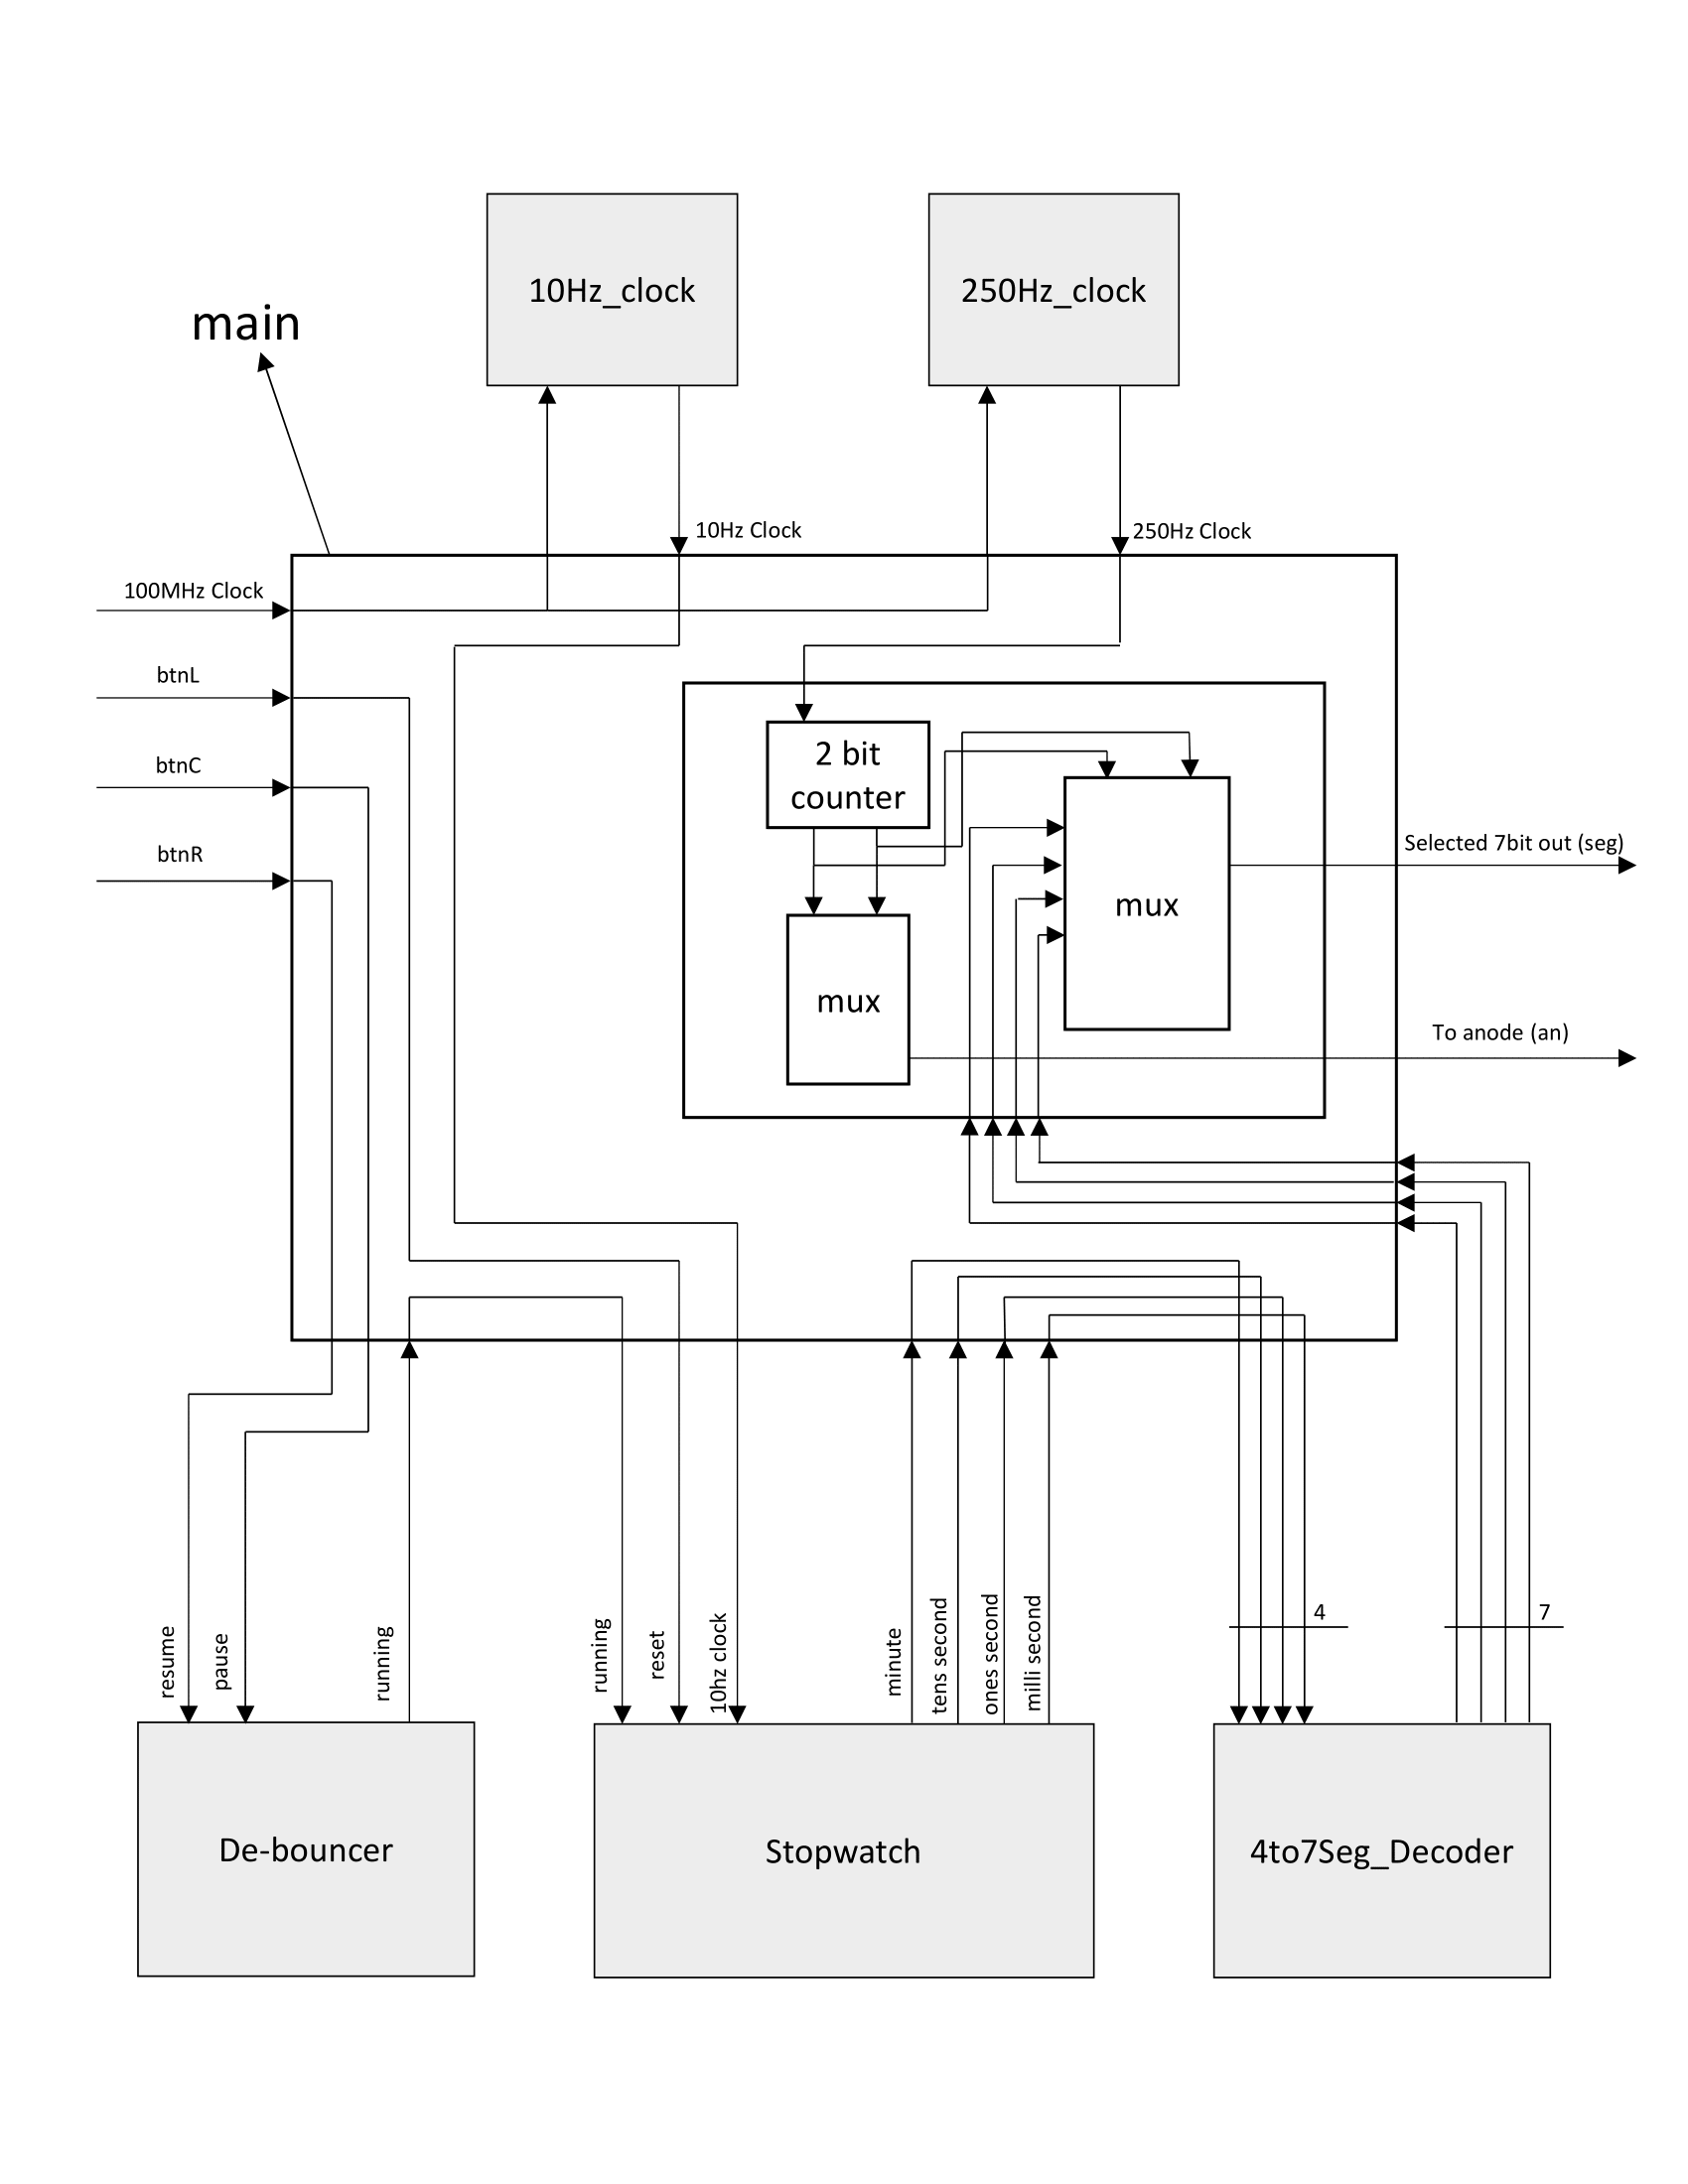 10Hz_clock
250Hz_clock
main
10Hz Clock
250Hz Clock
100MHz Clock
btnL
btnC
btnR
2 bit
counter
mux
mux
Selected 7bit out (seg)
To anode (an)
resume
pause
running
running
reset
10hz clock
minute
tens second
ones second
milli second
4
7
De-bouncer
Stopwatch
4to7Seg_Decoder